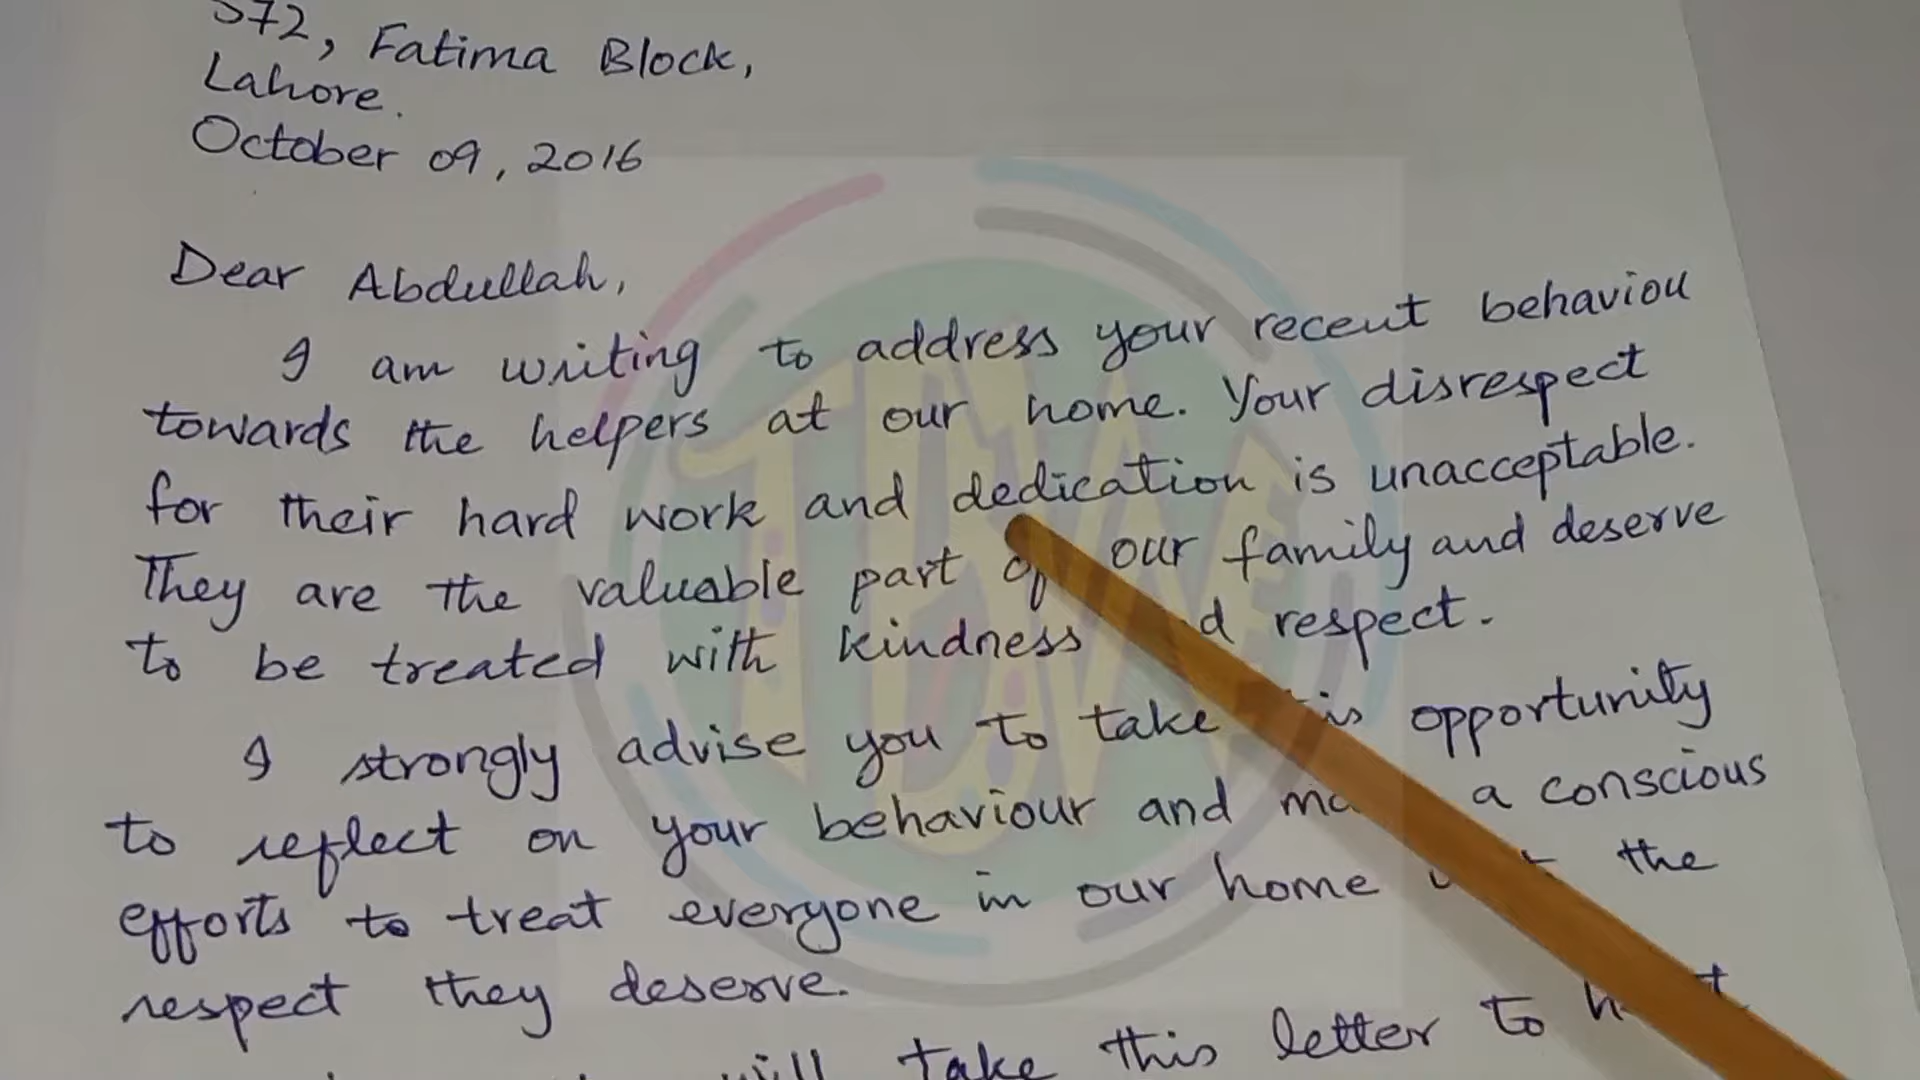 572, Fatima Block,
Lahore.
October 09, 2016
Dear Abdullah,
I am writing to address your recent behaviou
towards the helpers at our home. Your disrespect
for their hard work and dedication is unacceptable.
They are the valuable part of our family and deserve
to be treated with kindness respect.
I strongly advise you to take opportunity
to reflect on your behaviour and a conscious
efforts to treat everyone in our home the
respect they deserve.
will take this letter to